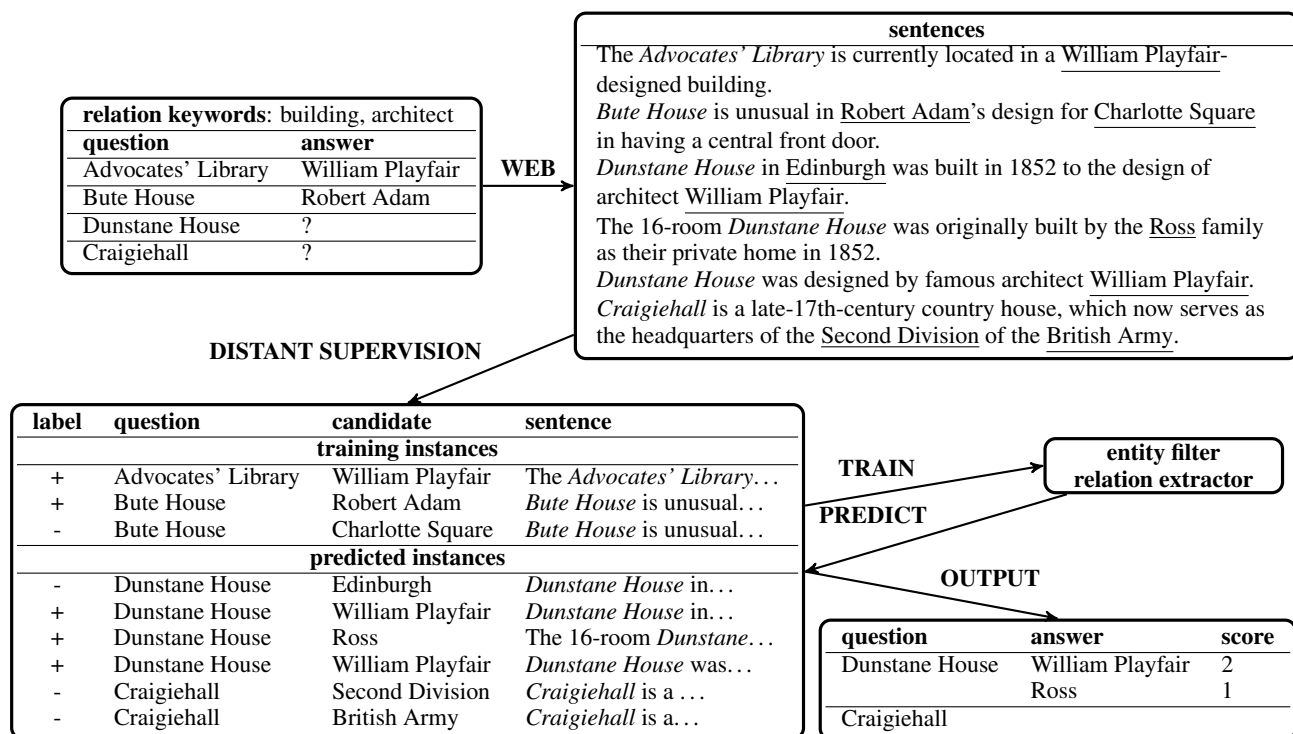 sentences
The Advocates' Library is currently located in a William Playfair-
designed building.
Bute House is unusual in Robert Adam's design for Charlotte Square
in having a central front door.
Dunstane House in Edinburgh was built in 1852 to the design of
architect William Playfair.
The 16-room Dunstane House was originally built by the Ross family
as their private home in 1852.
Dunstane House was designed by famous architect William Playfair.
Craigiehall is a late-17th-century country house, which now serves as
the headquarters of the Second Division of the British Army.
relation keywords: building, architect
question answer
Advocates' Library William Playfair
Bute House Robert Adam
Dunstane House ?
Craigiehall ?
WEB
DISTANT SUPERVISION
label question candidate sentence
training instances
+ Advocates' Library William Playfair The Advocates' Library...
+ Bute House Robert Adam Bute House is unusual...
- Bute House Charlotte Square Bute House is unusual...
predicted instances
- Dunstane House Edinburgh Dunstane House in...
+ Dunstane House William Playfair Dunstane House in...
+ Dunstane House Ross The 16-room Dunstane...
+ Dunstane House William Playfair Dunstane House was...
- Craigiehall Second Division Craigiehall is a ...
- Craigiehall British Army Craigiehall is a...
TRAIN
PREDICT
entity filter
relation extractor
OUTPUT
question answer score
Dunstane House William Playfair 2
Ross 1
Craigiehall